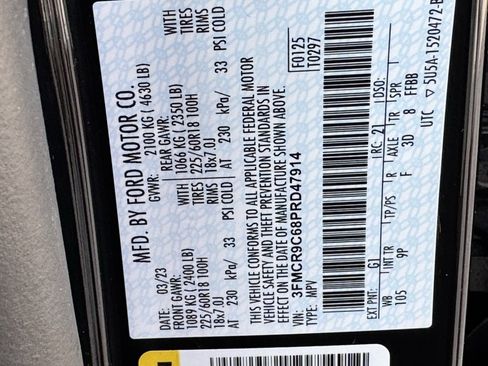 MFD. BY FORD MOTOR CO.
DATE: 03/23 GVWR: 2100 KG ( 4630 LB)
FRONT GAWR: REAR GAWR: WITH
1089 KG ( 2400 LB) 1066 KG ( 2350 LB) TIRES
225/60R18 100H TIRES 225/60R18 100H RIMS
18x7.0J RIMS 18x7.0J
AT 230 kPa/ 33 PSI COLD AT 230 kPa/ 33 PSI COLD
THIS VEHICLE CONFORMS TO ALL APPLICABLE FEDERAL MOTOR
VEHICLE SAFETY AND THEFT PREVENTION STANDARDS IN
EFFECT ON THE DATE OF MANUFACTURE SHOWN ABOVE.
VIN: 3FMCR9C68PRD47914 F0125
TYPE: MPV T0297
EXT PNT: G1 RC: 21 DSO:
WB INT TR TP/PS R AXLE TR SPR
105 9P F 3D 8 FFBB
UTC 5U5A-1520472-